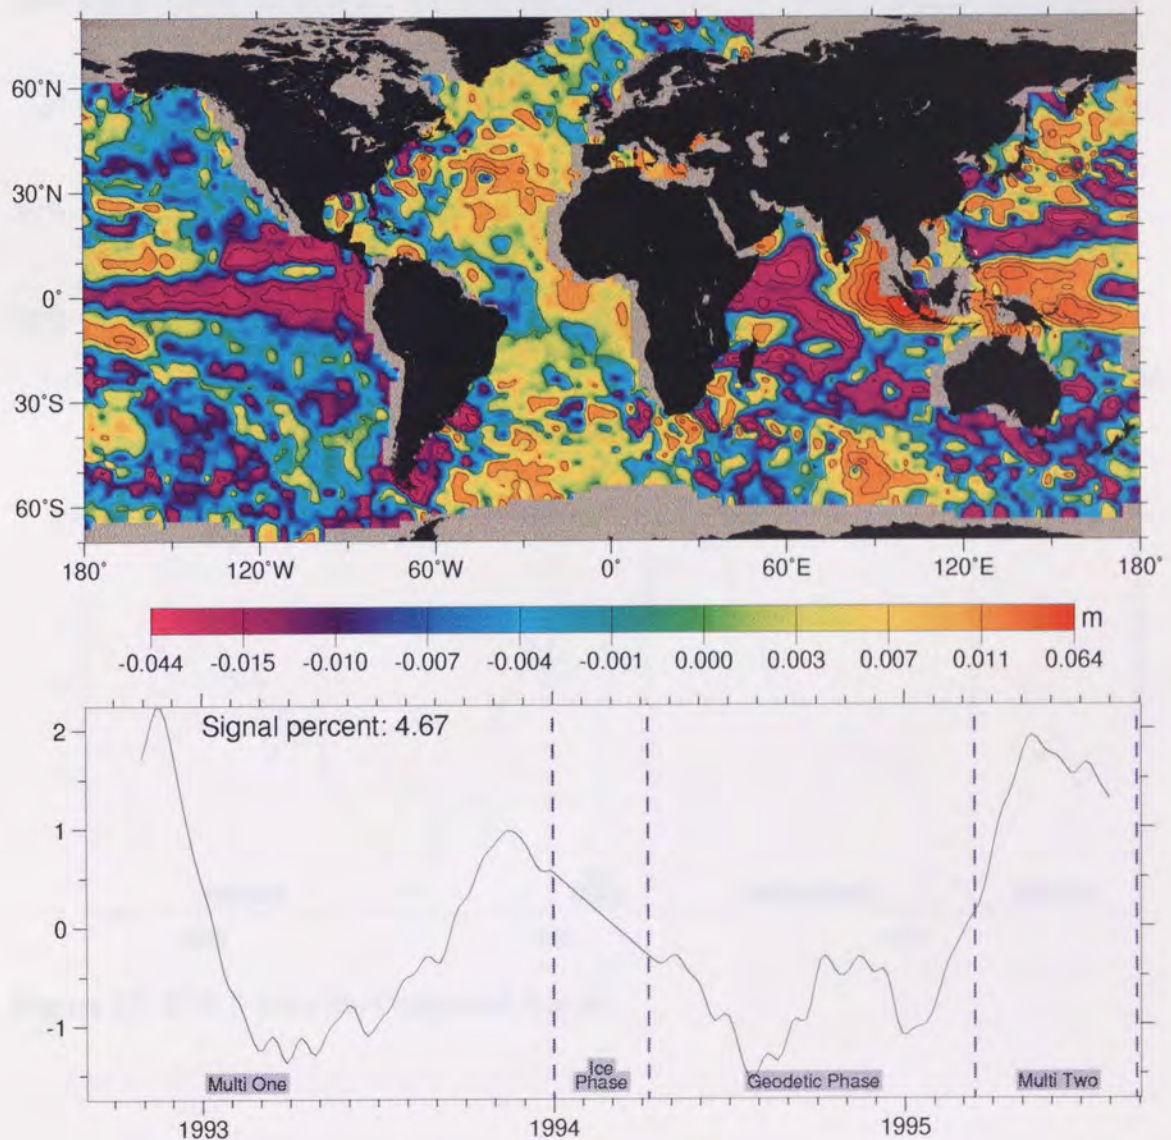 60°N
30°N
0°
30°S
60°S
180° 120°W 60°W 0° 60°E 120°E 180°
m
-0.044 -0.015 -0.010 -0.007 -0.004 -0.001 0.000 0.003 0.007 0.011 0.064
Signal percent: 4.67
2
1
0
-1
Multi One
Ice
Phase
Geodetic Phase
Multi Two
1993 1994 1995